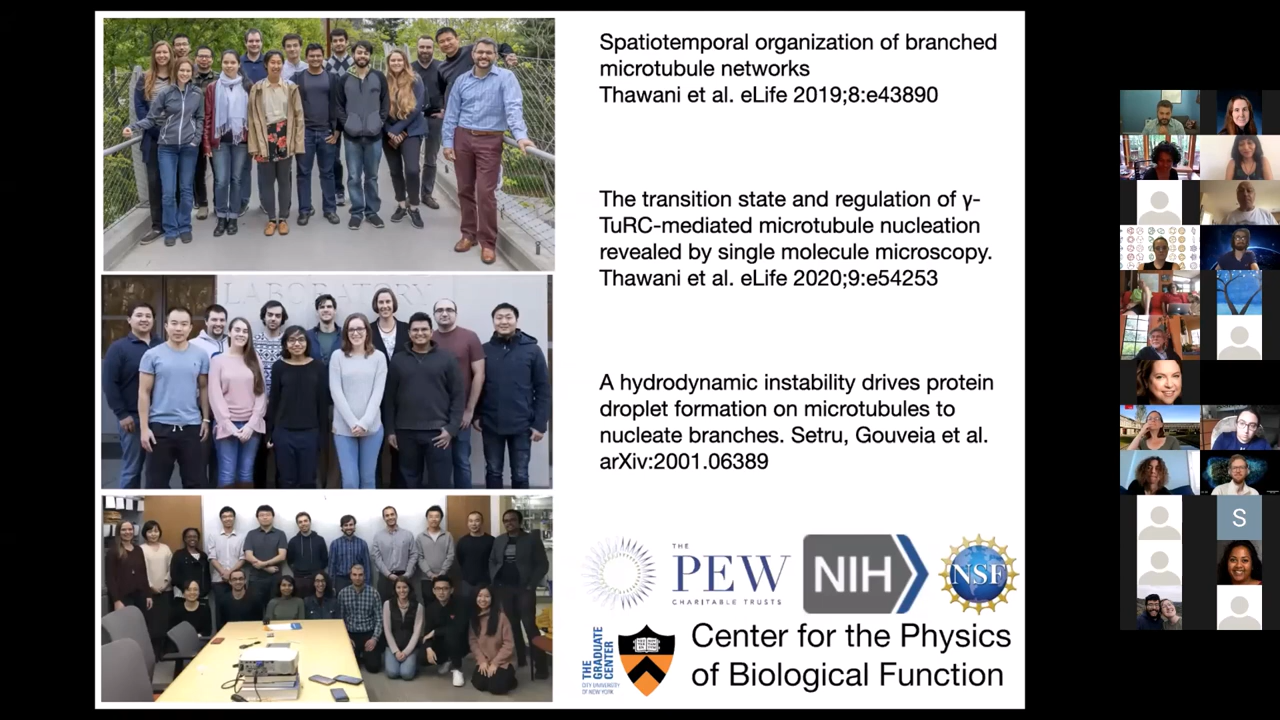 Spatiotemporal organization of branched
microtubule networks
Thawani et al. eLife 2019;8:e43890
The transition state and regulation of γ-
TuRC-mediated microtubule nucleation
revealed by single molecule microscopy.
Thawani et al. eLife 2020;9:e54253
LABORATORY
A hydrodynamic instability drives protein
droplet formation on microtubules to
nucleate branches. Setru, Gouveia et al.
arXiv:2001.06389
THE
PEW
CHARITABLE TRUSTS
NIH
NSF
THE
GRADUATE
CENTER
CITY UNIVERSITY
OF NEW YORK
Center for the Physics
of Biological Function
S